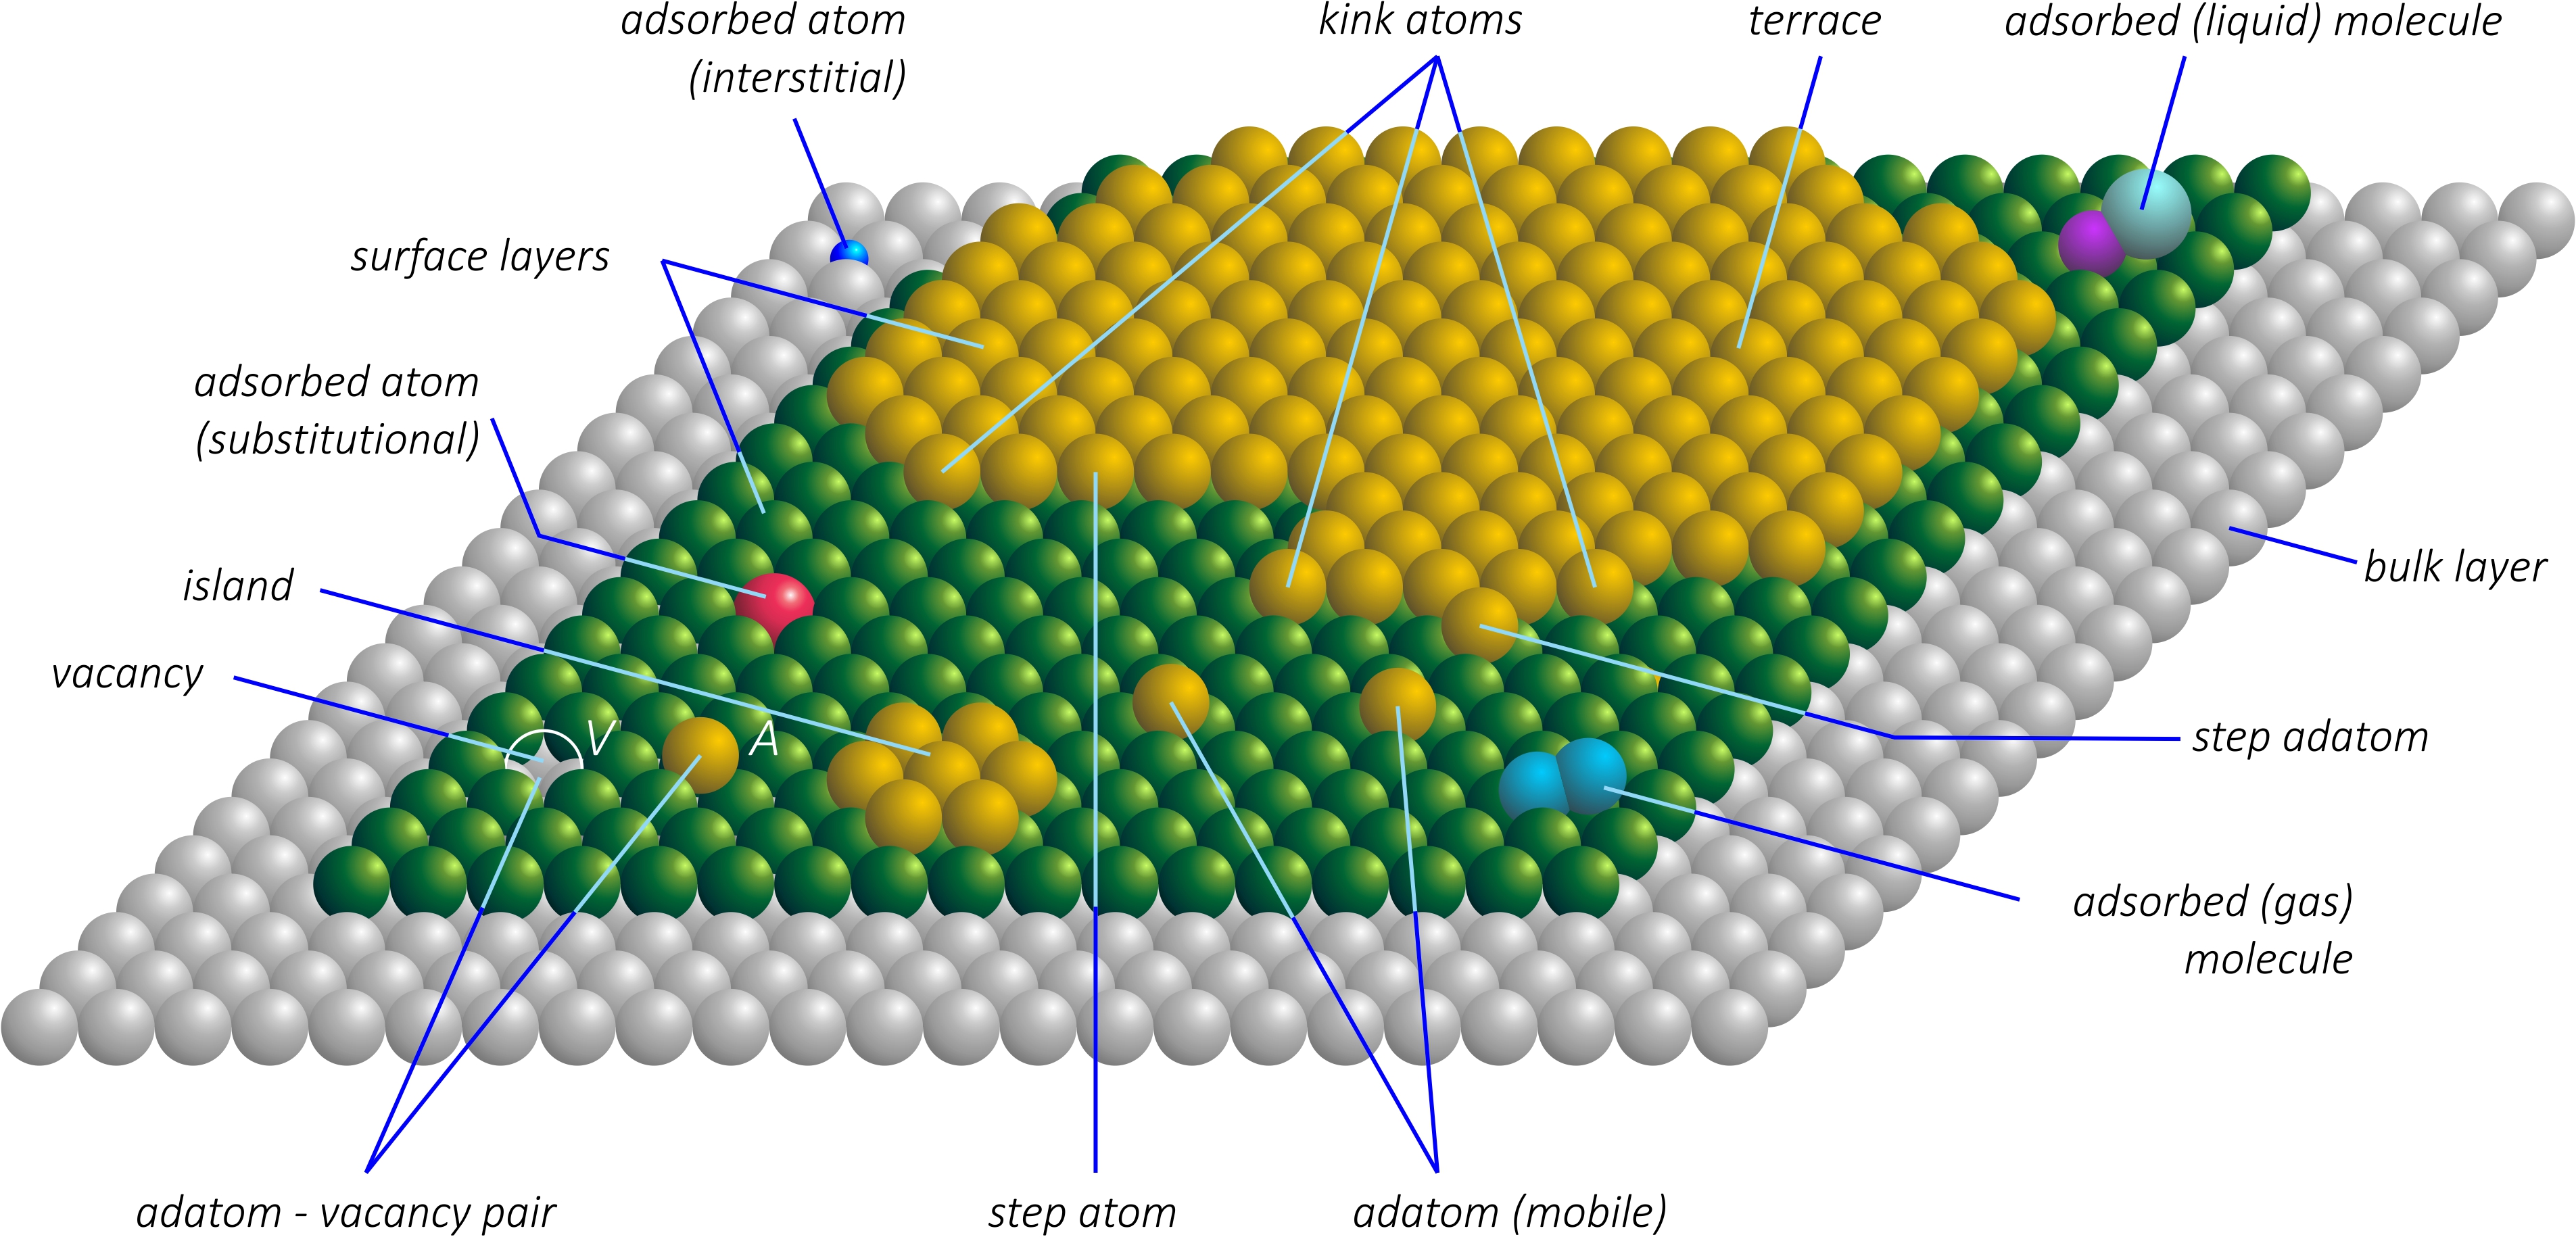 adsorbed atom
(interstitial)
kink atoms
terrace
adsorbed (liquid) molecule
surface layers
adsorbed atom
(substitutional)
island
vacancy
V
A
bulk layer
step adatom
adsorbed (gas)
molecule
adatom - vacancy pair
step atom
adatom (mobile)